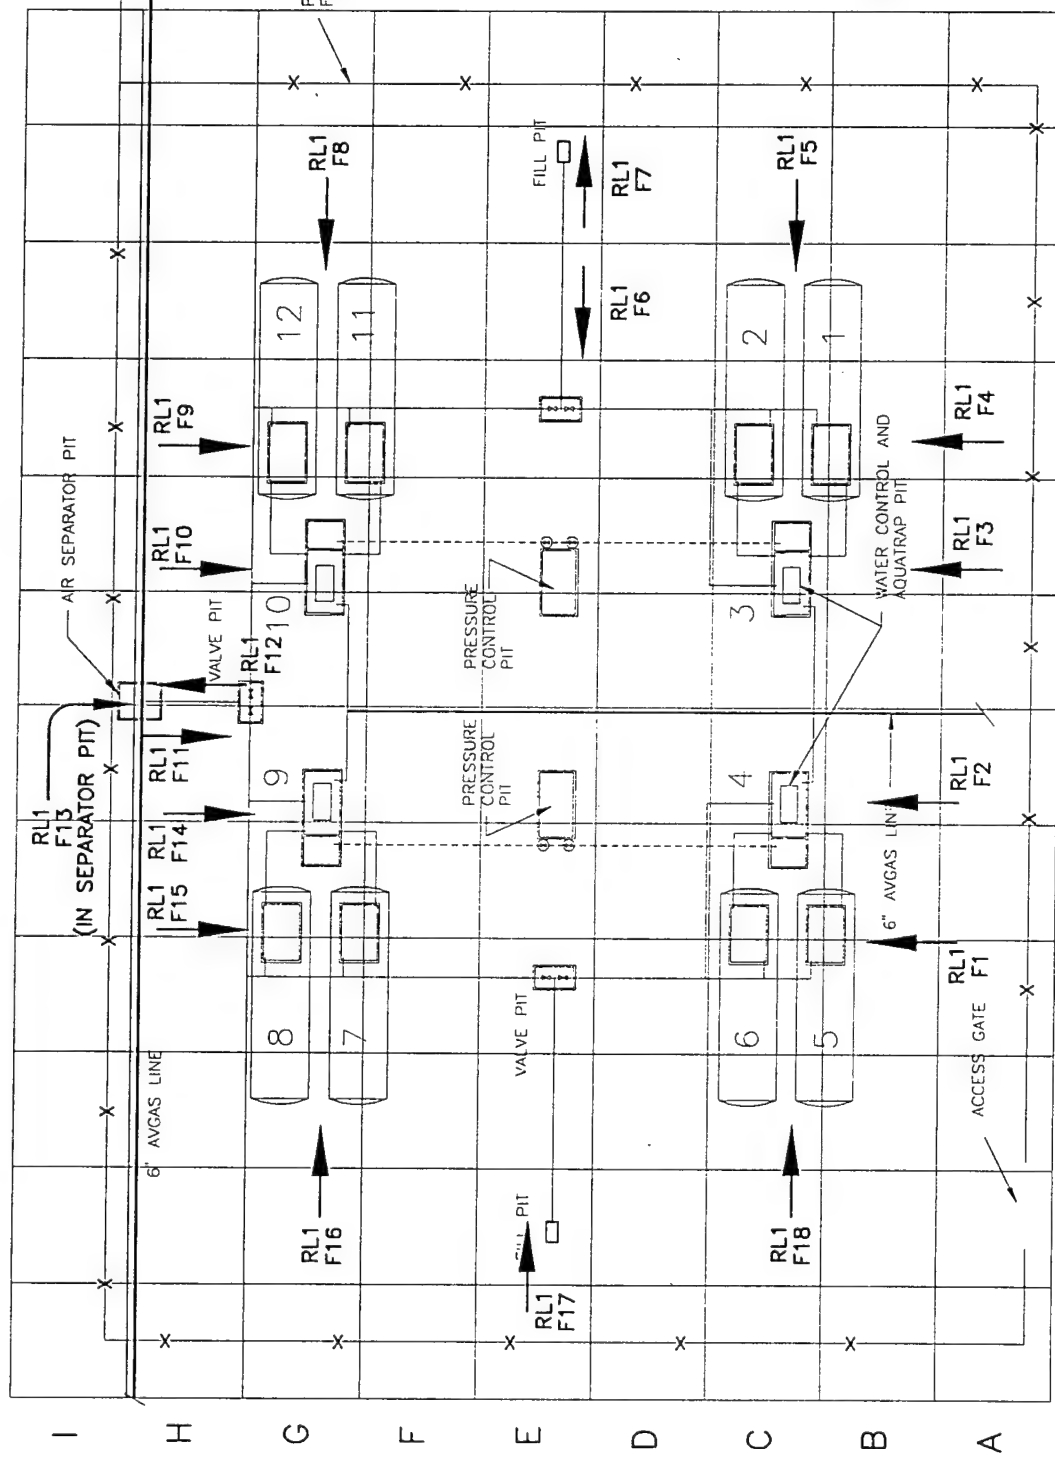 I
H
G
F
E
D
C
B
A
RL1
F13
(IN SEPARATOR PIT)
AIR SEPARATOR PIT
VALVE PIT
RL1
F12
RL1
F11
RL1
F14
RL1
F15
RL1
F10
RL1
F9
RL1
F8
6" AVGAS LINE
8
7
9
10
12
11
RL1
F16
FILL PIT
RL1
F7
RL1
F6
PRESSURE
CONTROL
PIT
PRESSURE
CONTROL
PIT
VALVE PIT
PIT
RL1
F17
RL1
F18
6
5
4
3
2
1
RL1
F5
WATER CONTROL AND
AQUATRAP PIT
RL1
F4
RL1
F3
RL1
F2
RL1
F1
6" AVGAS LINE
ACCESS GATE